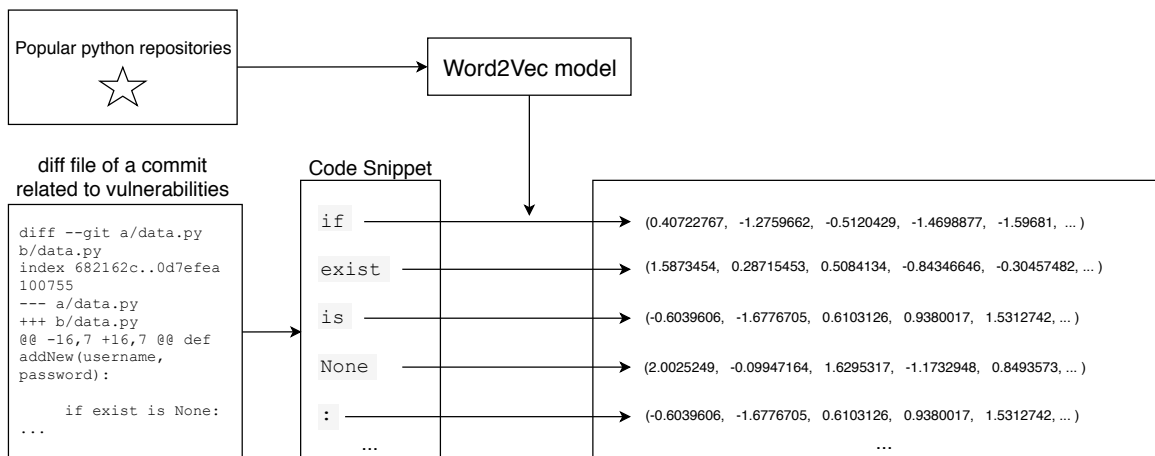 Popular python repositories
Word2Vec model
diff file of a commit
related to vulnerabilities
diff --git a/data.py
b/data.py
index 682162c..0d7efea
100755
--- a/data.py
+++ b/data.py
@@ -16,7 +16,7 @@ def
addNew(username,
password):
if exist is None:
...
Code Snippet
if
exist
is
None
:
...
(0.40722767, -1.2759662, -0.5120429, -1.4698877, -1.59681, ... )
(1.5873454, 0.28715453, 0.5084134, -0.84346646, -0.30457482, ... )
(-0.6039606, -1.6776705, 0.6103126, 0.9380017, 1.5312742, ... )
(2.0025249, -0.09947164, 1.6295317, -1.1732948, 0.8493573, ... )
(-0.6039606, -1.6776705, 0.6103126, 0.9380017, 1.5312742, ... )
...